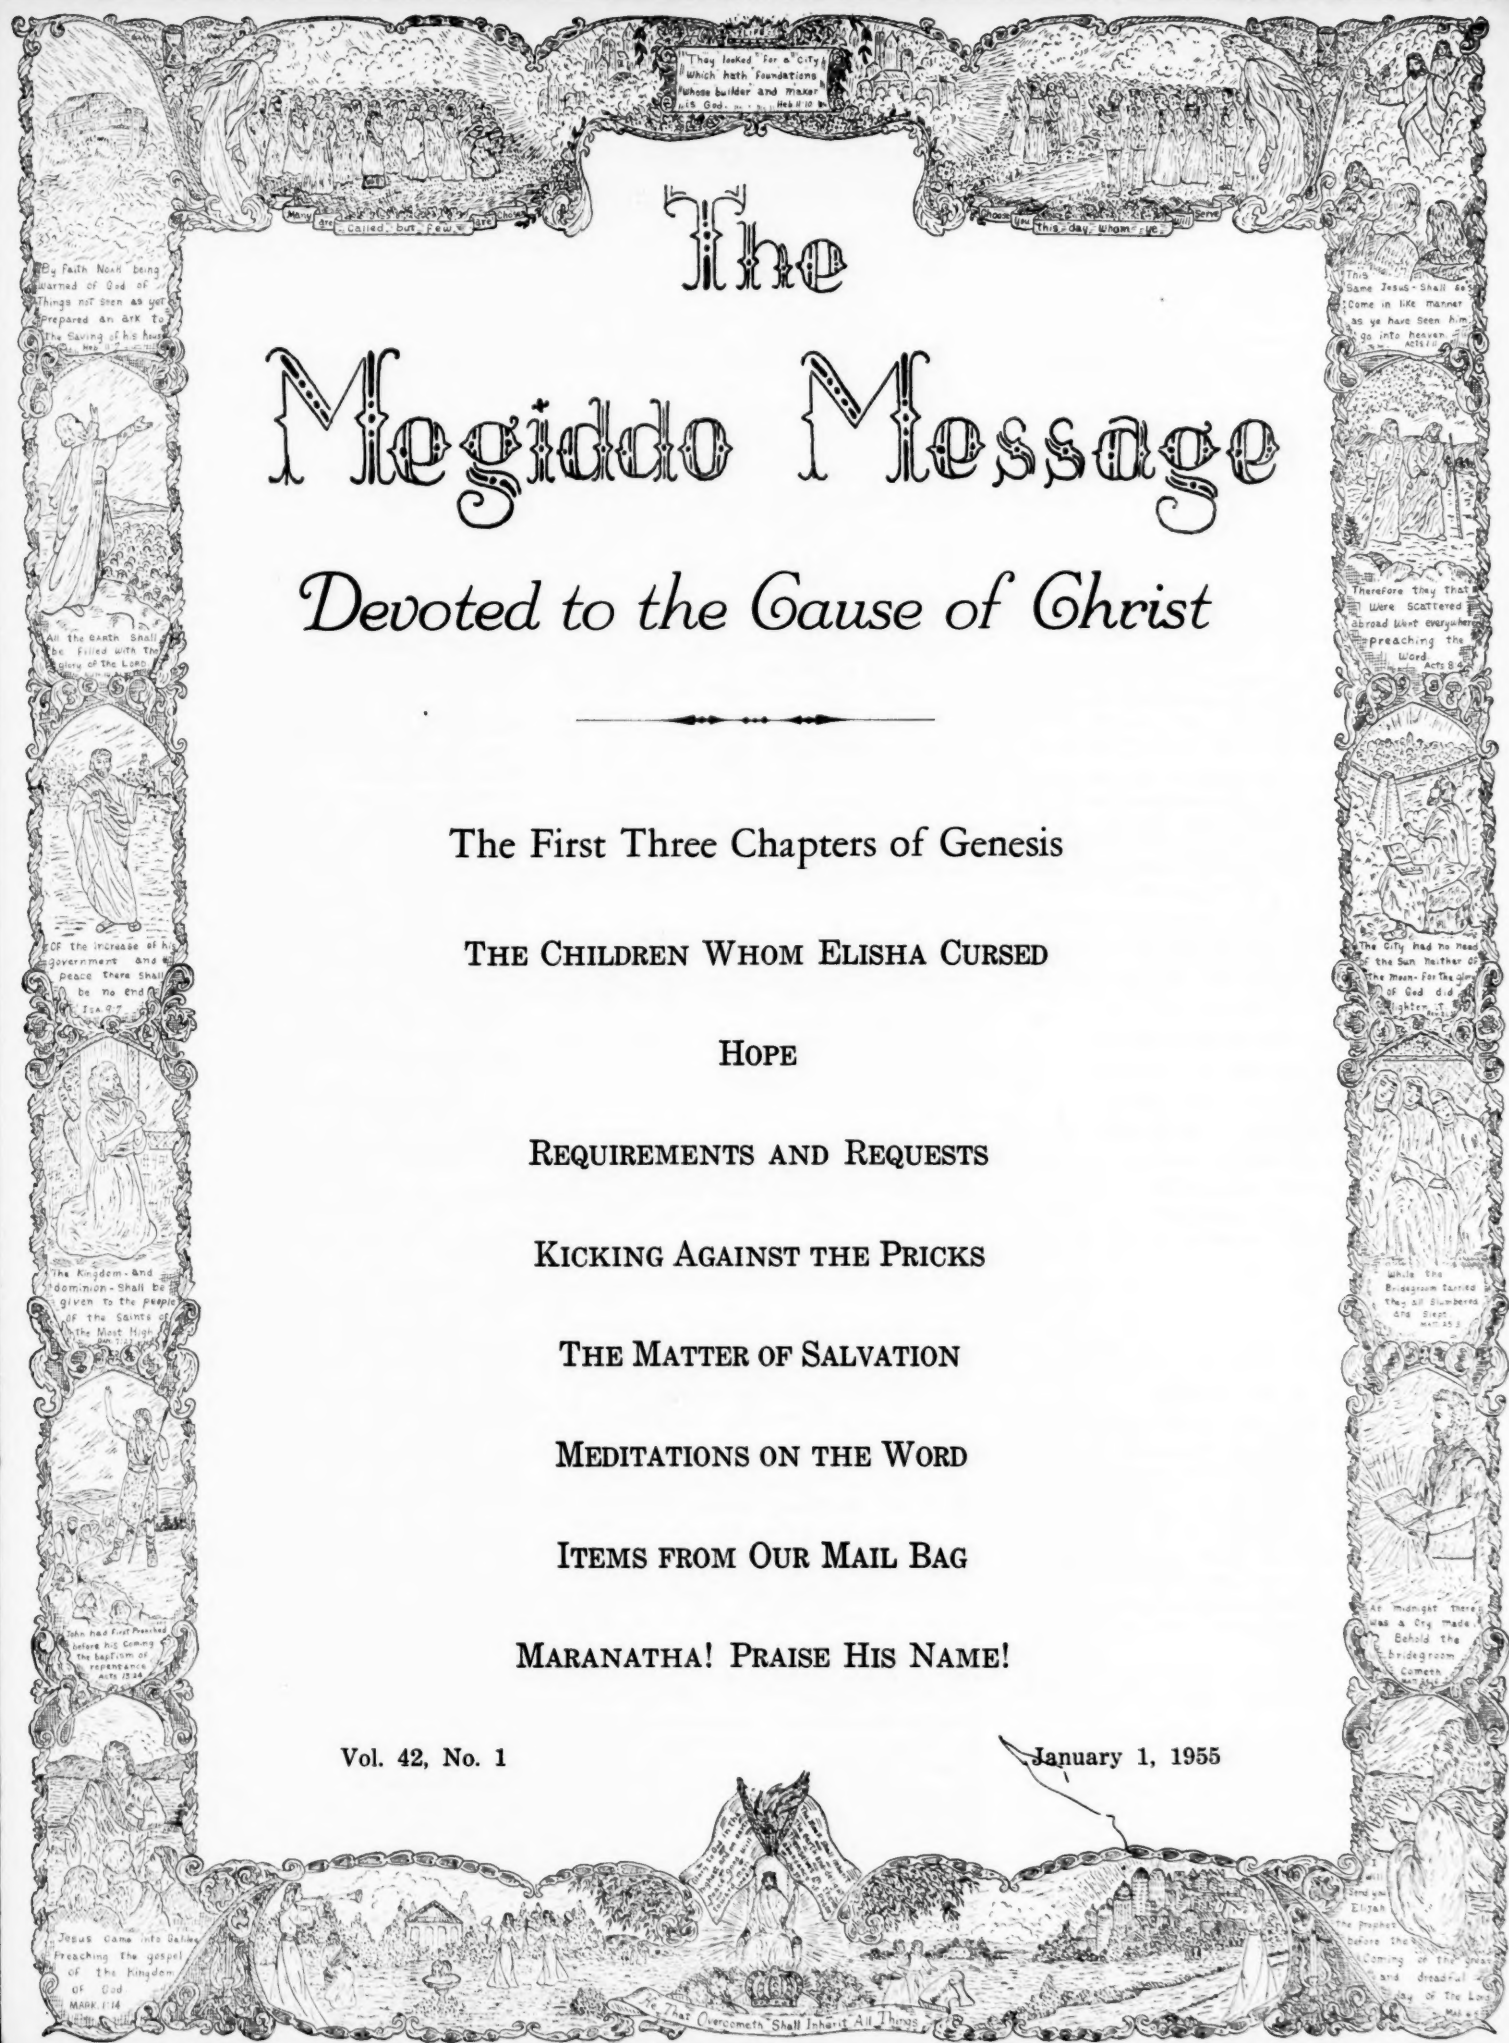 "They looked for a City
Which hath foundations
Whose builder and maker
is God. Heb 11 10
Many are Called but Few are Chosen
Choose you this day Whom ye will Serve
The
Megiddo Message
Devoted to the Cause of Christ
The First Three Chapters of Genesis
THE CHILDREN WHOM ELISHA CURSED
HOPE
REQUIREMENTS AND REQUESTS
KICKING AGAINST THE PRICKS
THE MATTER OF SALVATION
MEDITATIONS ON THE WORD
ITEMS FROM OUR MAIL BAG
MARANATHA! PRAISE HIS NAME!
Vol. 42, No. 1
January 1, 1955
By Faith Noah being
warned of God of
Things not Seen as yet
Prepared an ark to
the Saving of his house
Heb 11 7
All the earth Shall
be Filled with The
glory of the LORD
OF the increase of his
government and
peace there Shall
be no end
Isa. 9:7
The Kingdom - and
dominion - Shall be
given to the people
of the Saints of
the Most High
Dan. 7:27
John had First Preached
before his Coming
the baptism of
repentance
Acts 13:24
Jesus Came into Galilee
Preaching the gospel
of the Kingdom
of God
MARK. 1:14
This
Same Jesus - Shall So
Come in like manner
as ye have Seen him
go into heaven.
Acts 1:11
Therefore they that
Were Scattered
abroad Went everywhere
preaching the
Word.
Acts 8:4
The City had no need
of the Sun Neither of
the moon - For the glory
of God did
lighten it
While the
Bridegroom tarried
they all Slumbered
and Slept.
MATT. 25 5
At midnight there
Was a Cry made.
Behold the
bridegroom
Cometh
I
will
Send you
Elijah
the prophet
before the
Coming of the great
and dreadful
day of the Lord
Mal 4 5
He That Overcometh Shall Inherit All Things